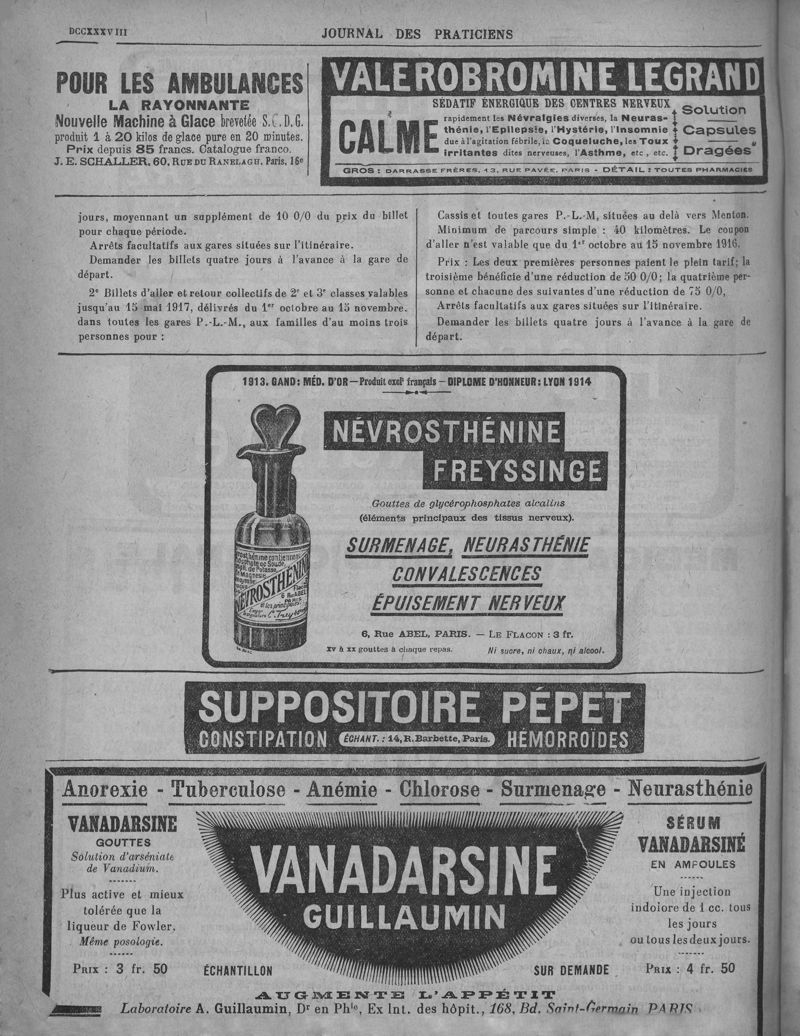 DCCXXXVIII
JOURNAL DES PRATICIENS
POUR LES AMBULANCES
LA RAYONNANTE
Nouvelle Machine à Glace brevetée S.G.D.G.
produit 1 à 20 kilos de glace pure en 20 minutes.
Prix depuis 85 francs. Catalogue franco.
J. E. SCHALLER, 60, RUE DU RANELAGH. Paris, 16e
VALEROBROMINE LEGRAND
SÉDATIF ÉNERGIQUE DES CENTRES NERVEUX
CALME
rapidement les Névralgies diverses, la Neuras-
thénie, l'Epilepsie, l'Hystérie, l'Insomnie
due à l'agitation fébrile, la Coqueluche, les Toux
irritantes dites nerveuses, l'Asthme, etc., etc.
Solution
Capsules
Dragées
GROS : DARRASSE FRÈRES, 13, RUE PAVÉE, PARIS - DÉTAIL : TOUTES PHARMACIES
jours, moyennant un supplément de 10 0/0 du prix du billet
pour chaque période.
Arrêts facultatifs aux gares situées sur l'itinéraire.
Demander les billets quatre jours à l'avance à la gare de
départ.
2° Billets d'aller et retour collectifs de 2e et 3e classes valables
jusqu'au 15 mai 1917, délivrés du 1er octobre au 15 novembre.
dans toutes les gares P.-L.-M., aux familles d'au moins trois
personnes pour :
Cassis et toutes gares P.-L.-M, situées au delà vers Menton.
Minimum de parcours simple : 40 kilomètres. Le coupon
d'aller n'est valable que du 1er octobre au 15 novembre 1916.
Prix : Les deux premières personnes paient le plein tarif; la
troisième bénéficie d'une réduction de 50 0/0; la quatrième per-
sonne et chacune des suivantes d'une réduction de 75 0/0,
Arrêts facultatifs aux gares situées sur l'itinéraire.
Demander les billets quatre jours à l'avance à la gare de
départ.
1913. GAND: MÉD. D'OR — Produit exclt français — DIPLOME D'HONNEUR: LYON 1914
NÉVROSTHÉNINE
FREYSSINGE
Gouttes de glycérophosphates alcalins
(éléments principaux des tissus nerveux).
SURMENAGE, NEURASTHÉNIE
CONVALESCENCES
ÉPUISEMENT NERVEUX
6, Rue ABEL, PARIS. — LE FLACON : 3 fr.
XV à XX gouttes à chaque repas.
Ni sucre, ni chaux, ni alcool.
de Soude
de Potasse
NÉVROSTHÉNINE
6 Rue ABEL
PARIS
SUPPOSITOIRE PÉPET
CONSTIPATION
ÉCHANT. : 14, R. Barbette, Paris.
HÉMORROÏDES
Anorexie - Tuberculose - Anémie - Chlorose - Surmenage - Neurasthénie
VANADARSINE
GOUTTES
Solution d'arséniate
de Vanadium.
Plus active et mieux
tolérée que la
liqueur de Fowler.
Même posologie.
PRIX : 3 fr. 50
VANADARSINE
GUILLAUMIN
ÉCHANTILLON
SUR DEMANDE
SÉRUM
VANADARSINÉ
EN AMPOULES
Une injection
indolore de 1 cc. tous
les jours
ou tous les deux jours.
PRIX : 4 fr. 50
AUGMENTE L'APPÉTIT
Laboratoire A. Guillaumin, Dr en Phie, Ex Int. des hôpit., 168, Bd. Saint-Germain PARIS